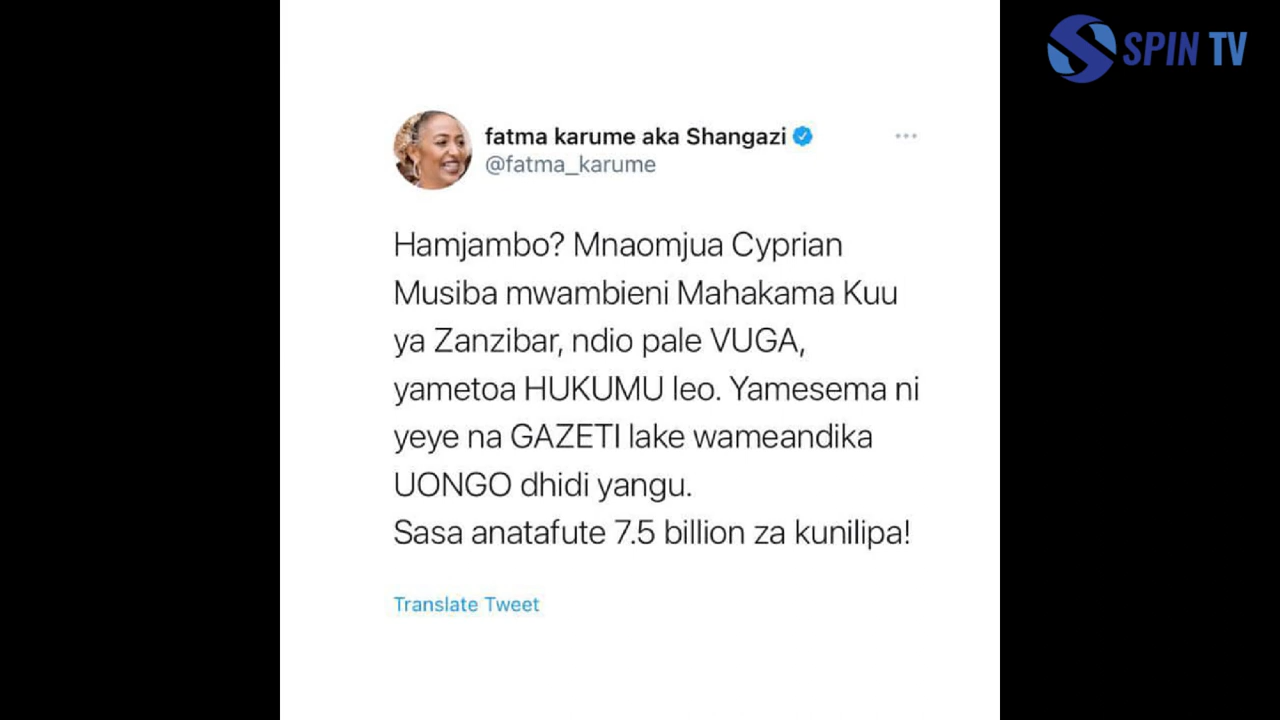 SPIN TV
fatma karume aka Shangazi
@fatma_karume
Hamjambo? Mnaomjua Cyprian
Musiba mwambieni Mahakama Kuu
ya Zanzibar, ndio pale VUGA,
yametoa HUKUMU leo. Yamesema ni
yeye na GAZETI lake wameandika
UONGO dhidi yangu.
Sasa anatafute 7.5 billion za kunilipa!
Translate Tweet